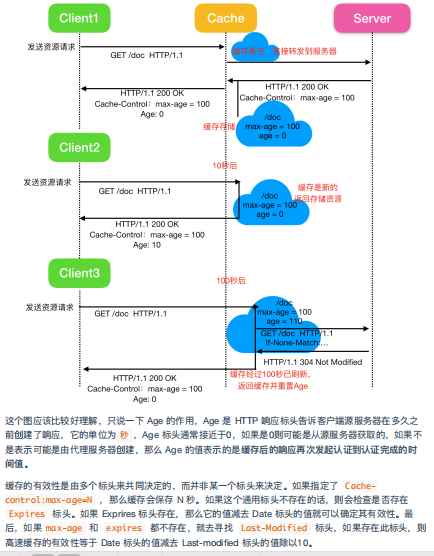 Client1
Cache
Server
发送资源请求
GET /doc HTTP/1.1
缓存是空，直接转发到服务器
HTTP/1.1 200 OK
Cache-Control: max-age = 100
HTTP/1.1 200 OK
Cache-Control: max-age = 100
Age: 0
/doc
max-age = 100
age = 0
缓存存储
Client2
10秒后
发送资源请求
GET /doc HTTP/1.1
缓存是新的
返回存储资源
/doc
max-age = 100
age = 0
HTTP/1.1 200 OK
Cache-Control: max-age = 100
Age: 10
Client3
100秒后
发送资源请求
GET /doc HTTP/1.1
/doc
max-age = 100
age = 110
GET /doc HTTP/1.1
If-None-Match:...
HTTP/1.1 304 Not Modified
缓存经过100秒已刷新,
返回缓存并重置Age
HTTP/1.1 200 OK
Cache-Control: max-age = 100
Age: 0
这个图应该比较好理解，只说一下 Age 的作用，Age 是 HTTP 响应标头告诉客户端源服务器在多久之
前创建了响应，它的单位为 秒 ，Age 标头通常接近于0，如果是0则可能是从源服务器获取的，如果不
是表示可能是由代理服务器创建，那么 Age 的值表示的是缓存后的响应再次发起认证到认证完成的时
间值。
缓存的有效性是由多个标头来共同决定的，而并非某一个标头来决定。如果指定了 Cache-
control:max-age=N ，那么缓存会保存 N 秒。如果这个通用标头不存在的话，则会检查是否存在
Expires 标头。如果 Exprires 标头存在，那么它的值减去 Date 标头的值就可以确定其有效性。最
后，如果 max-age 和 expires 都不存在，就去寻找 Last-Modified 标头，如果存在此标头，则
高速缓存的有效性等于 Date 标头的值减去 Last-modified 标头的值除以10。